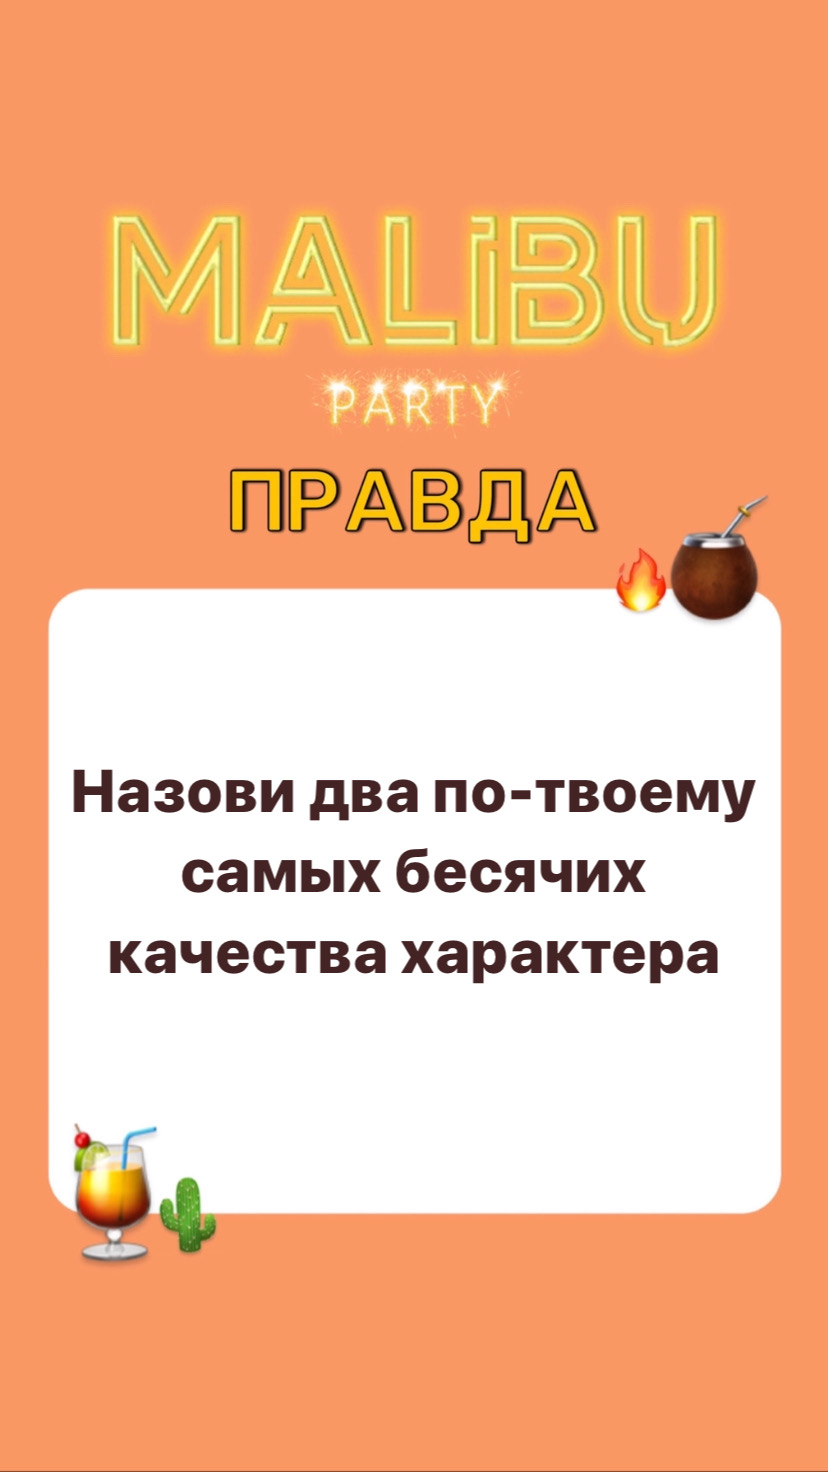 MALiBU
PARTY
ПРАВДА
Назови два по-твоему
самых бесячих
качества характера